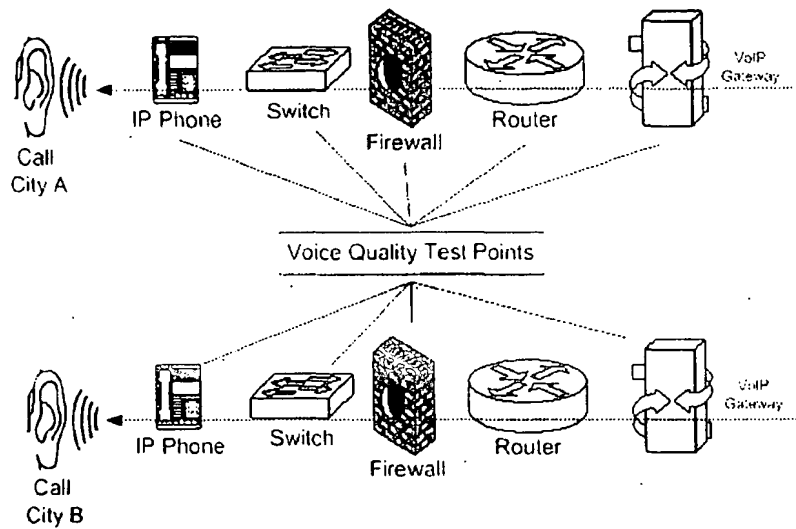 VoIP
Gateway
IP Phone
Switch
Firewall
Router
Call
City A
Voice Quality Test Points
VoIP
Gateway
IP Phone
Switch
Firewall
Router
Call
City B